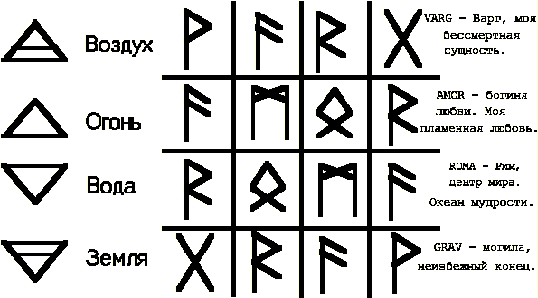 Воздух ᚹ ᚨ ᚱ ᚷ
VARG – Варг, моя
бессмертная
сущность.
Огонь ᚨ ᛗ ᛟ ᚱ
AMOR – богиня
любви. Моя
пламенная любовь.
Вода ᚱ ᛟ ᛗ ᚨ
ROMA – Рим,
центр мира.
Океан мудрости.
Земля ᚷ ᚱ ᚨ ᚹ
GRAV – могила,
неизбежный конец.